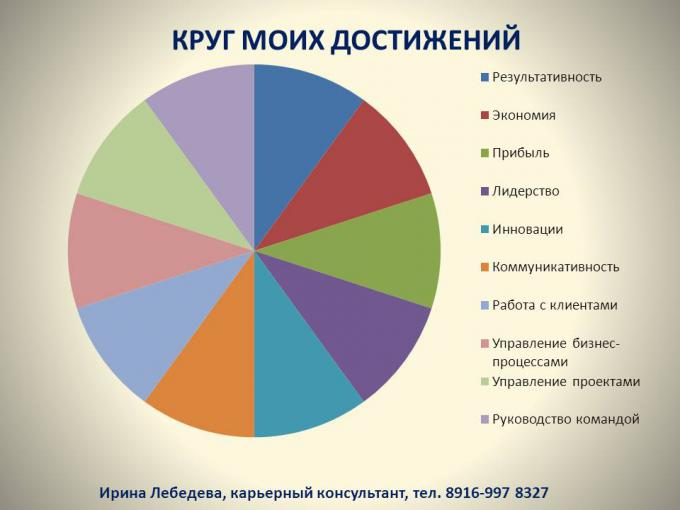 КРУГ МОИХ ДОСТИЖЕНИЙ
Результативность
Экономия
Прибыль
Лидерство
Инновации
Коммуникативность
Работа с клиентами
Управление бизнес-
процессами
Управление проектами
Руководство командой
Ирина Лебедева, карьерный консультант, тел. 8916-997 8327